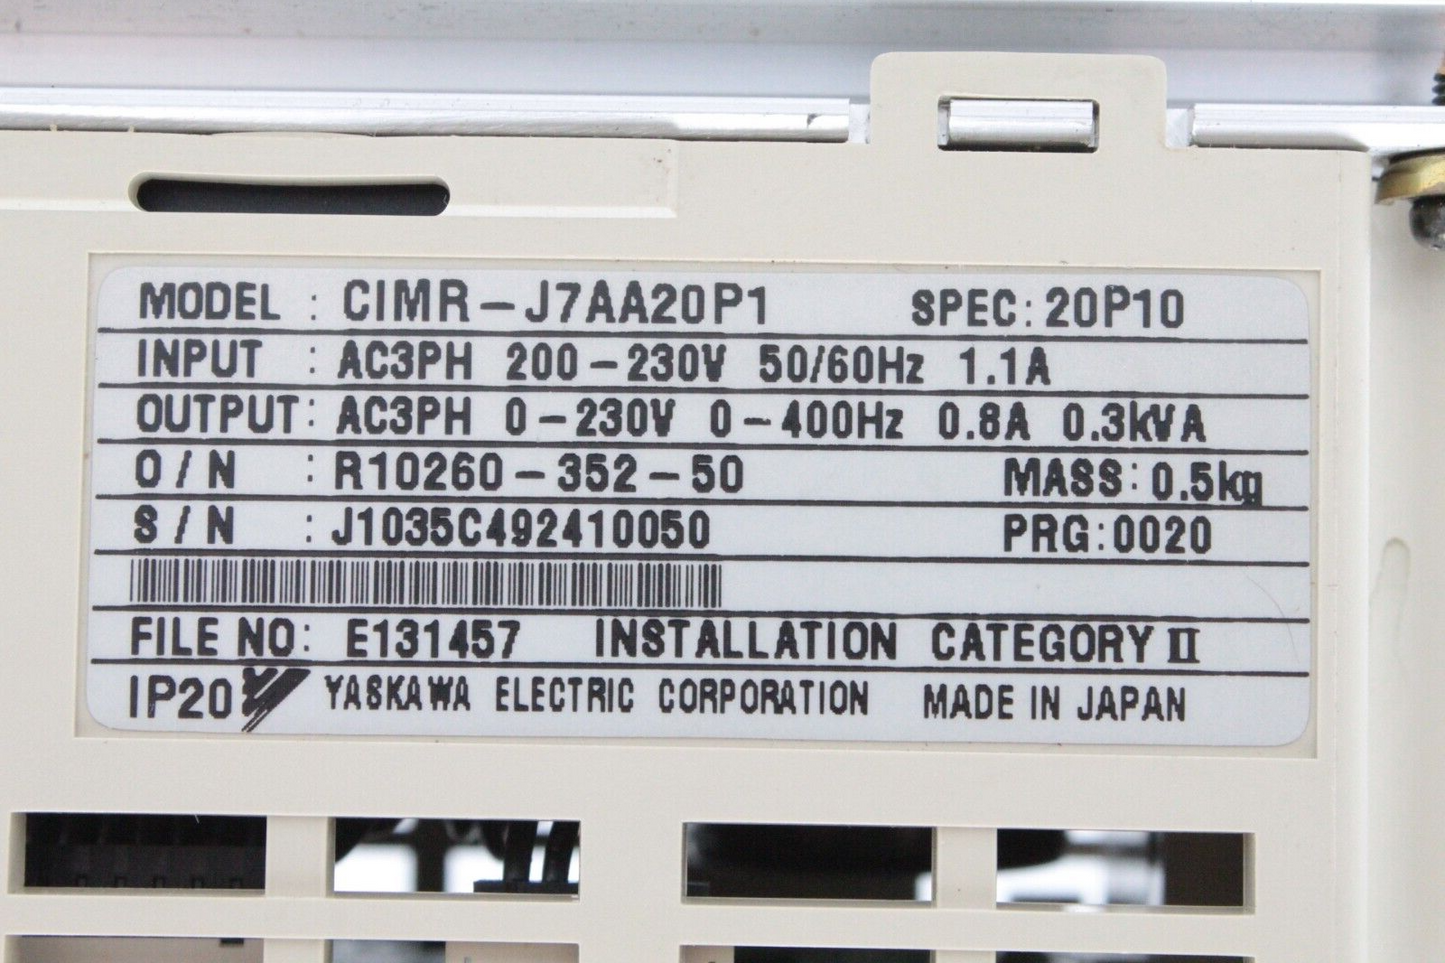 MODEL : CIMR-J7AA20P1 SPEC: 20P10
INPUT : AC3PH 200-230V 50/60Hz 1.1A
OUTPUT: AC3PH 0-230V 0-400Hz 0.8A 0.3kVA
O/N : R10260-352-50 MASS: 0.5kg
S/N : J1035C492410050 PRG: 0020
FILE NO: E131457 INSTALLATION CATEGORY II
IP20 YASKAWA ELECTRIC CORPORATION MADE IN JAPAN